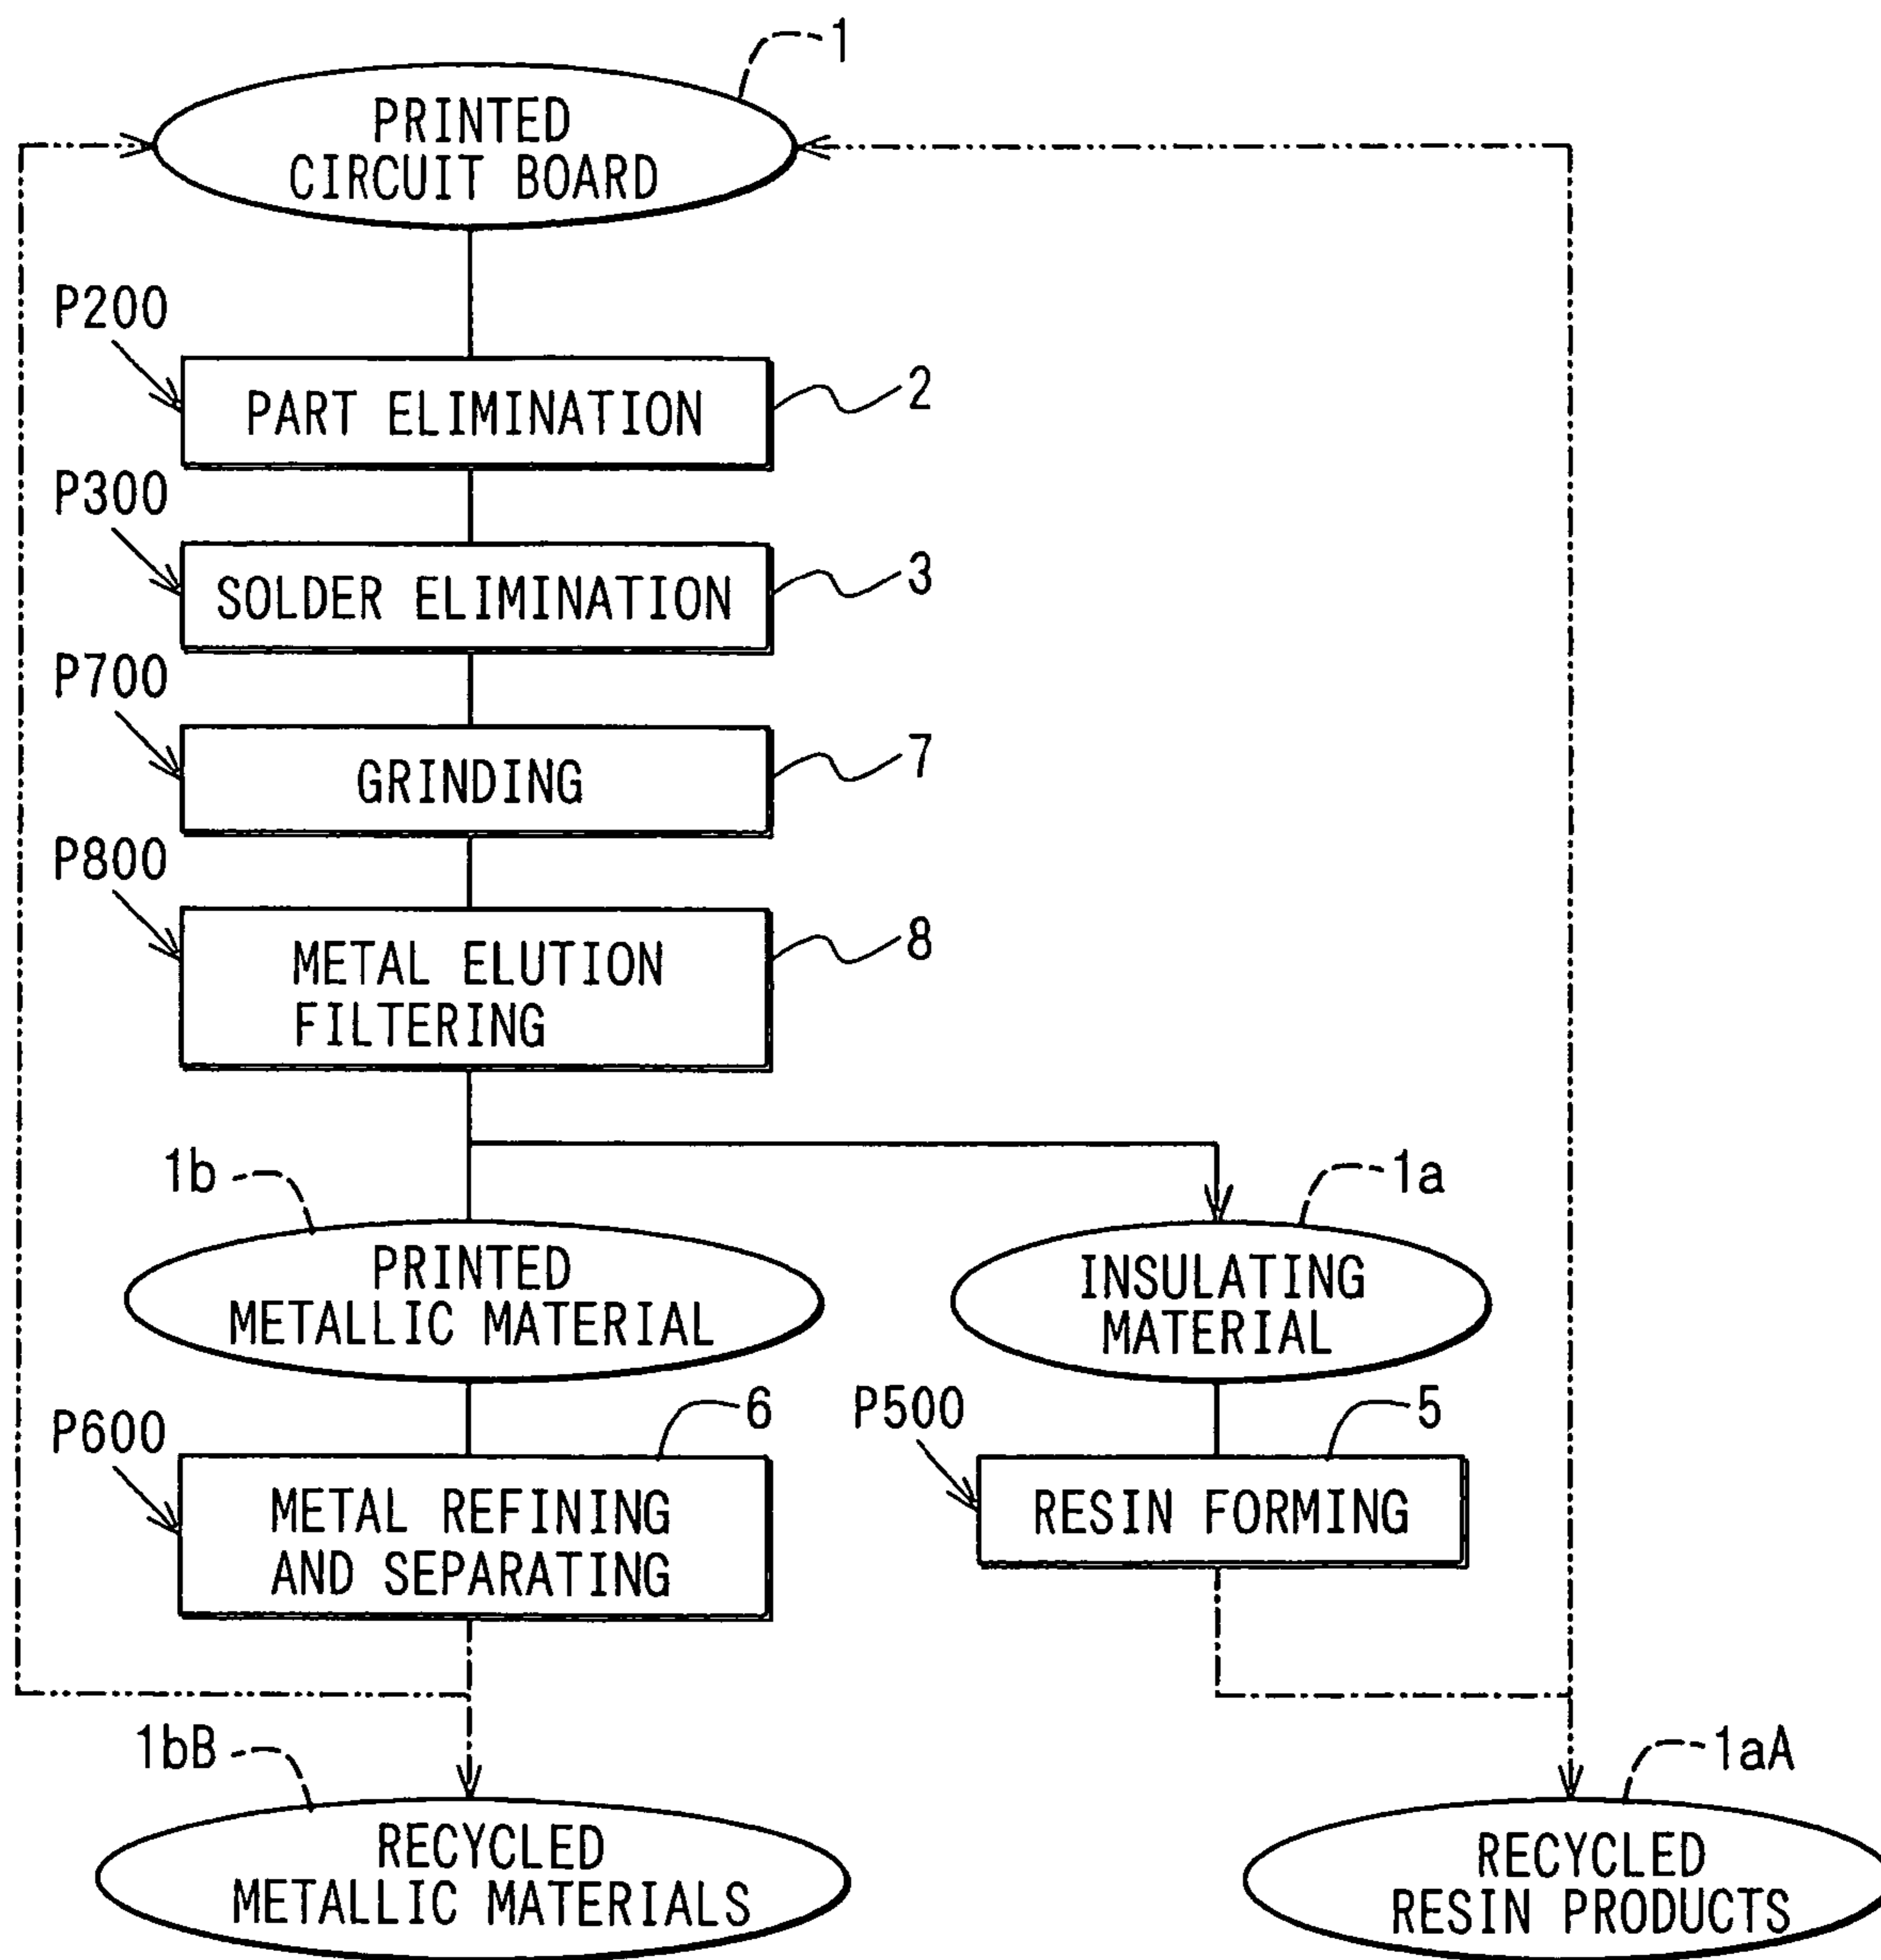 1
PRINTED
CIRCUIT BOARD
P200
PART ELIMINATION
2
P300
SOLDER ELIMINATION
3
P700
GRINDING
7
P800
METAL ELUTION
FILTERING
8
1b
1a
PRINTED
METALLIC MATERIAL
INSULATING
MATERIAL
P600
6
METAL REFINING
AND SEPARATING
P500
5
RESIN FORMING
1bB
1aA
RECYCLED
METALLIC MATERIALS
RECYCLED
RESIN PRODUCTS